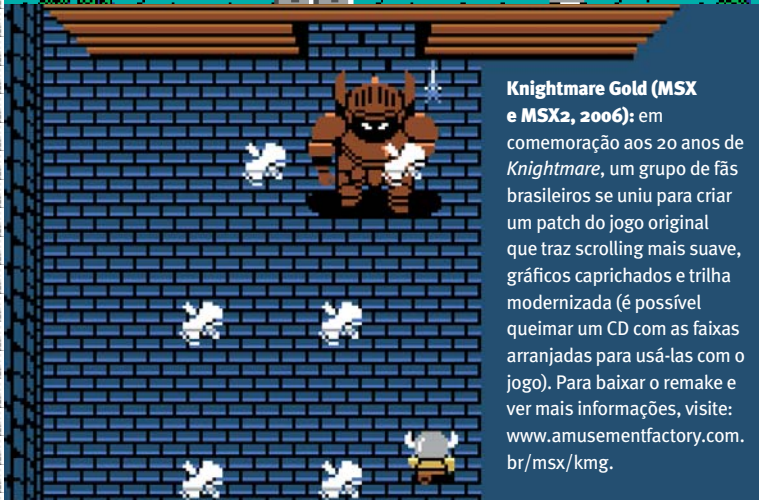 Knightmare Gold (MSX
e MSX2, 2006): em
comemoração aos 20 anos de
Knightmare, um grupo de fãs
brasileiros se uniu para criar
um patch do jogo original
que traz scrolling mais suave,
gráficos caprichados e trilha
modernizada (é possível
queimar um CD com as faixas
arranjadas para usá-las com o
jogo). Para baixar o remake e
ver mais informações, visite:
www.amusementfactory.com.
br/msx/kmg.